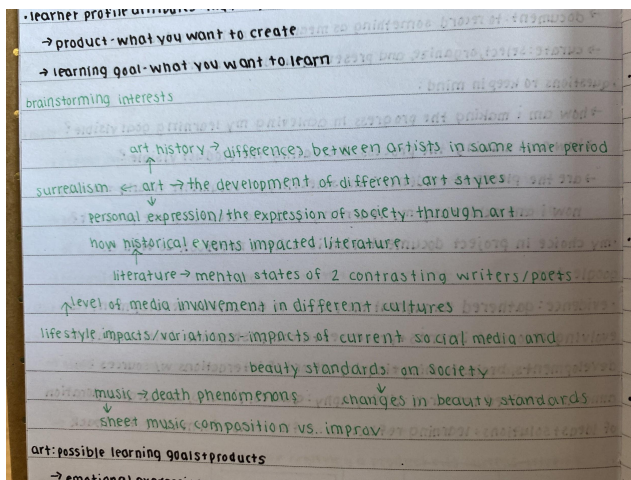 • learner profile attributes
→ product - what you want to create
→ learning goal - what you want to learn
brainstorming interests
art history → differences between artists in same time period
↑
surrealism ← art → the development of different art styles
↓
personal expression/the expression of society through art
how historical events impacted literature
↑
literature → mental states of 2 contrasting writers/poets
↗ level of media involvement in different cultures
lifestyle impacts/variations - impacts of current social media and
beauty standards on society
↓
music → death phenomenons changes in beauty standards
↓
sheet music composition vs. improv
art: possible learning goals + products